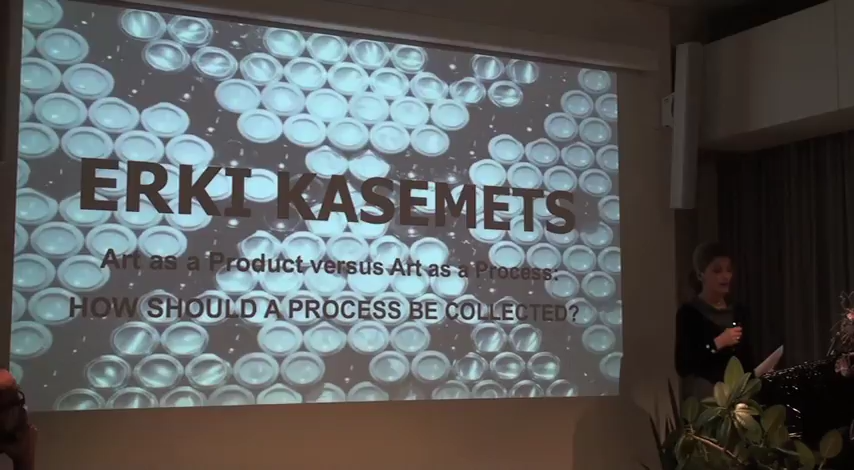 ERKI KASEMETS
Art as a Product versus Art as a Process:
HOW SHOULD A PROCESS BE COLLECTED?